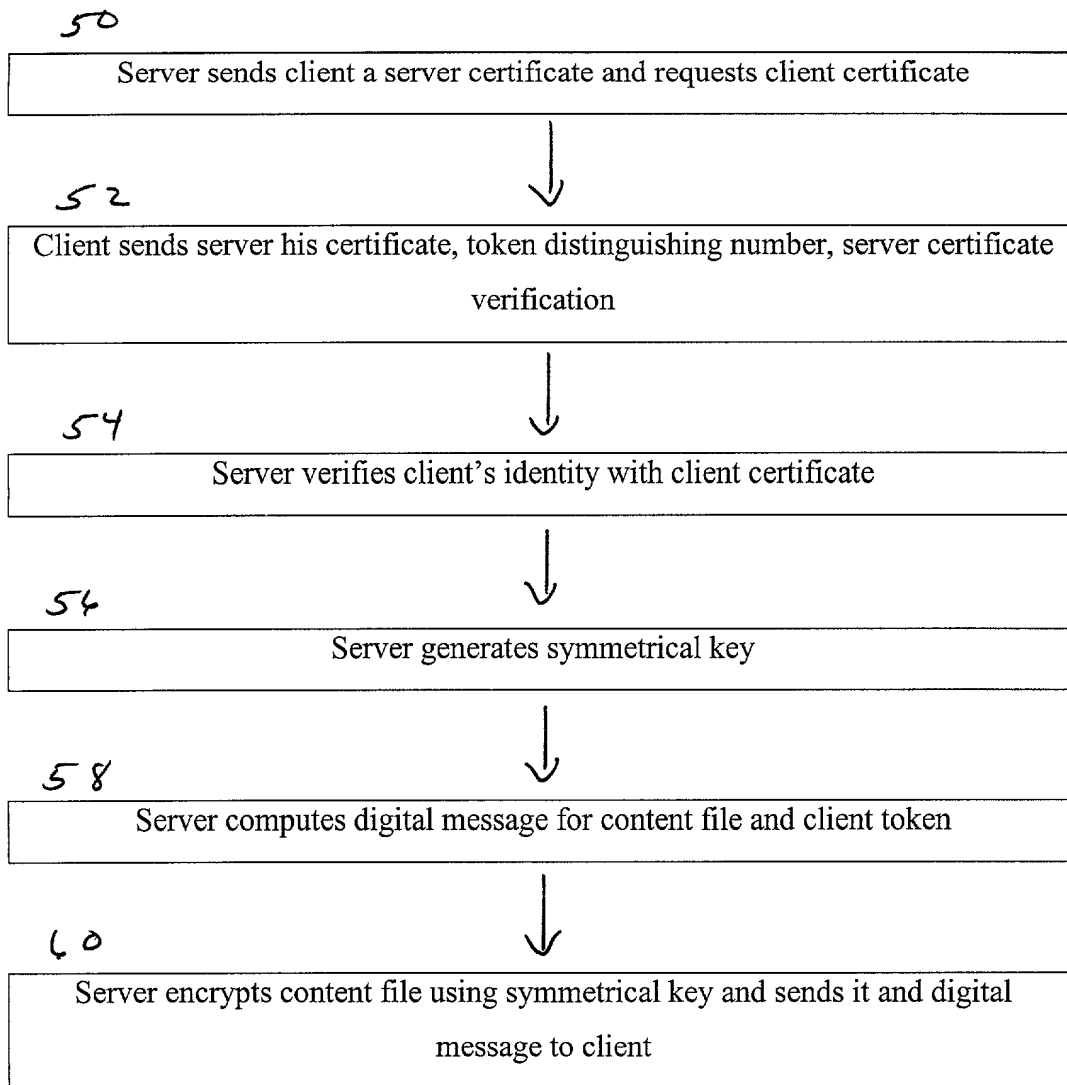 50
Server sends client a server certificate and requests client certificate
52
Client sends server his certificate, token distinguishing number, server certificate
verification
54
Server verifies client's identity with client certificate
56
Server generates symmetrical key
58
Server computes digital message for content file and client token
60
Server encrypts content file using symmetrical key and sends it and digital
message to client